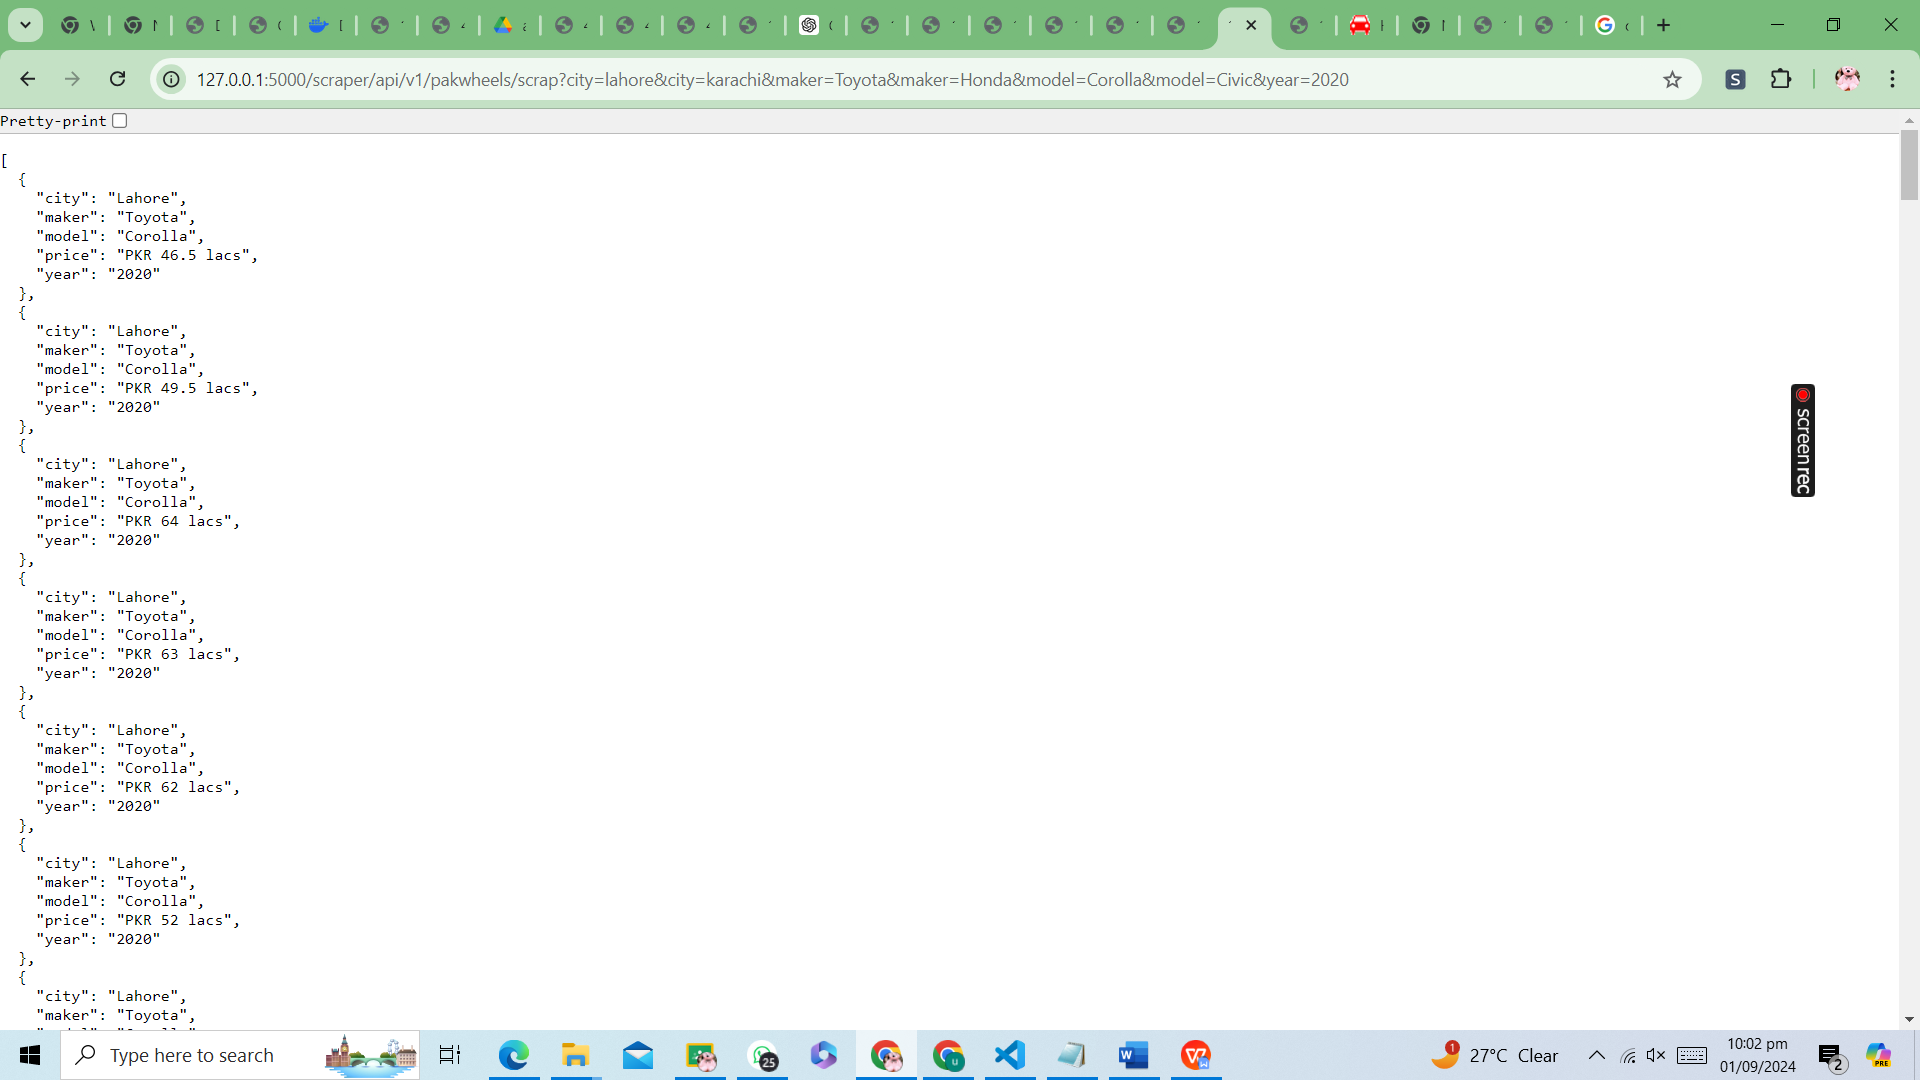 127.0.0.1:5000/scraper/api/v1/pakwheels/scrap?city=lahore&city=karachi&maker=Toyota&maker=Honda&model=Corolla&model=Civic&year=2020
S
Pretty-print
[
  {
    "city": "Lahore",
    "maker": "Toyota",
    "model": "Corolla",
    "price": "PKR 46.5 lacs",
    "year": "2020"
  },
  {
    "city": "Lahore",
    "maker": "Toyota",
    "model": "Corolla",
    "price": "PKR 49.5 lacs",
    "year": "2020"
  },
  {
    "city": "Lahore",
    "maker": "Toyota",
    "model": "Corolla",
    "price": "PKR 64 lacs",
    "year": "2020"
  },
  {
    "city": "Lahore",
    "maker": "Toyota",
    "model": "Corolla",
    "price": "PKR 63 lacs",
    "year": "2020"
  },
  {
    "city": "Lahore",
    "maker": "Toyota",
    "model": "Corolla",
    "price": "PKR 62 lacs",
    "year": "2020"
  },
  {
    "city": "Lahore",
    "maker": "Toyota",
    "model": "Corolla",
    "price": "PKR 52 lacs",
    "year": "2020"
  },
  {
    "city": "Lahore",
    "maker": "Toyota",
screenrec
Type here to search
25
u
W
1
27°C Clear
10:02 pm
01/09/2024
2
PRE